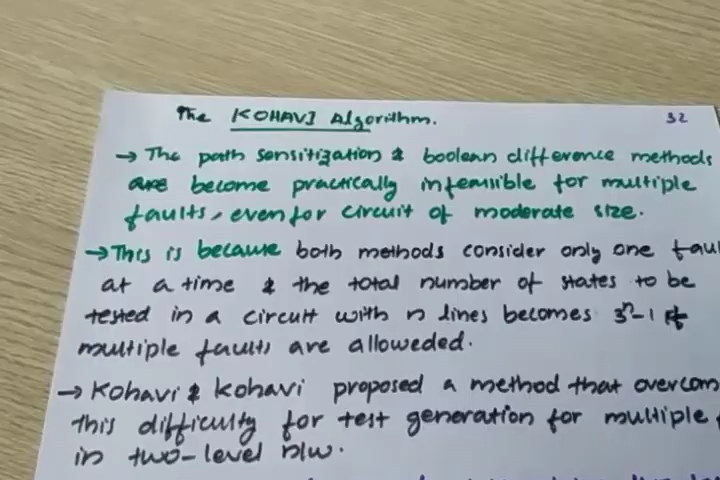 The KOHAVI Algorithm.
32
→ The path sensitization & boolean difference methods
are become practically infeasible for multiple
faults, even for circuit of moderate size.
→ This is because both methods consider only one faul
at a time & the total number of states to be
tested in a circuit with n lines becomes 3ⁿ-1 if
multiple faults are alloweded.
→ Kohavi & kohavi proposed a method that overcom
this difficulty for test generation for multiple f
in two-level n/w.